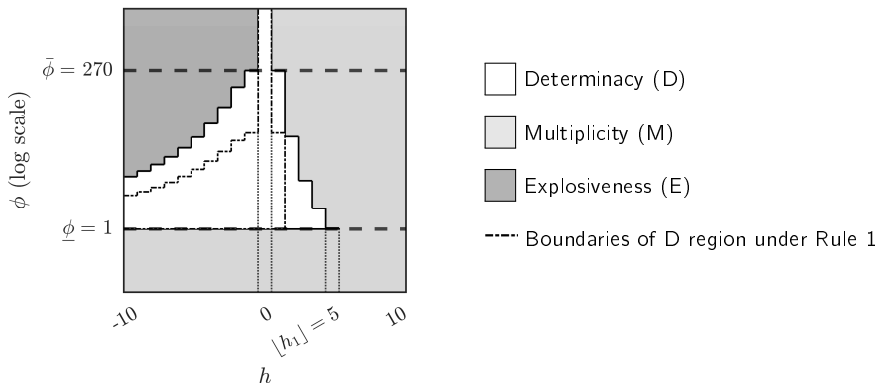 ϕ̄ = 270
ϕ (log scale)
ϕ̲ = 1
-10
0
⌊h₁⌋ = 5
10
h
Determinacy (D)
Multiplicity (M)
Explosiveness (E)
Boundaries of D region under Rule 1